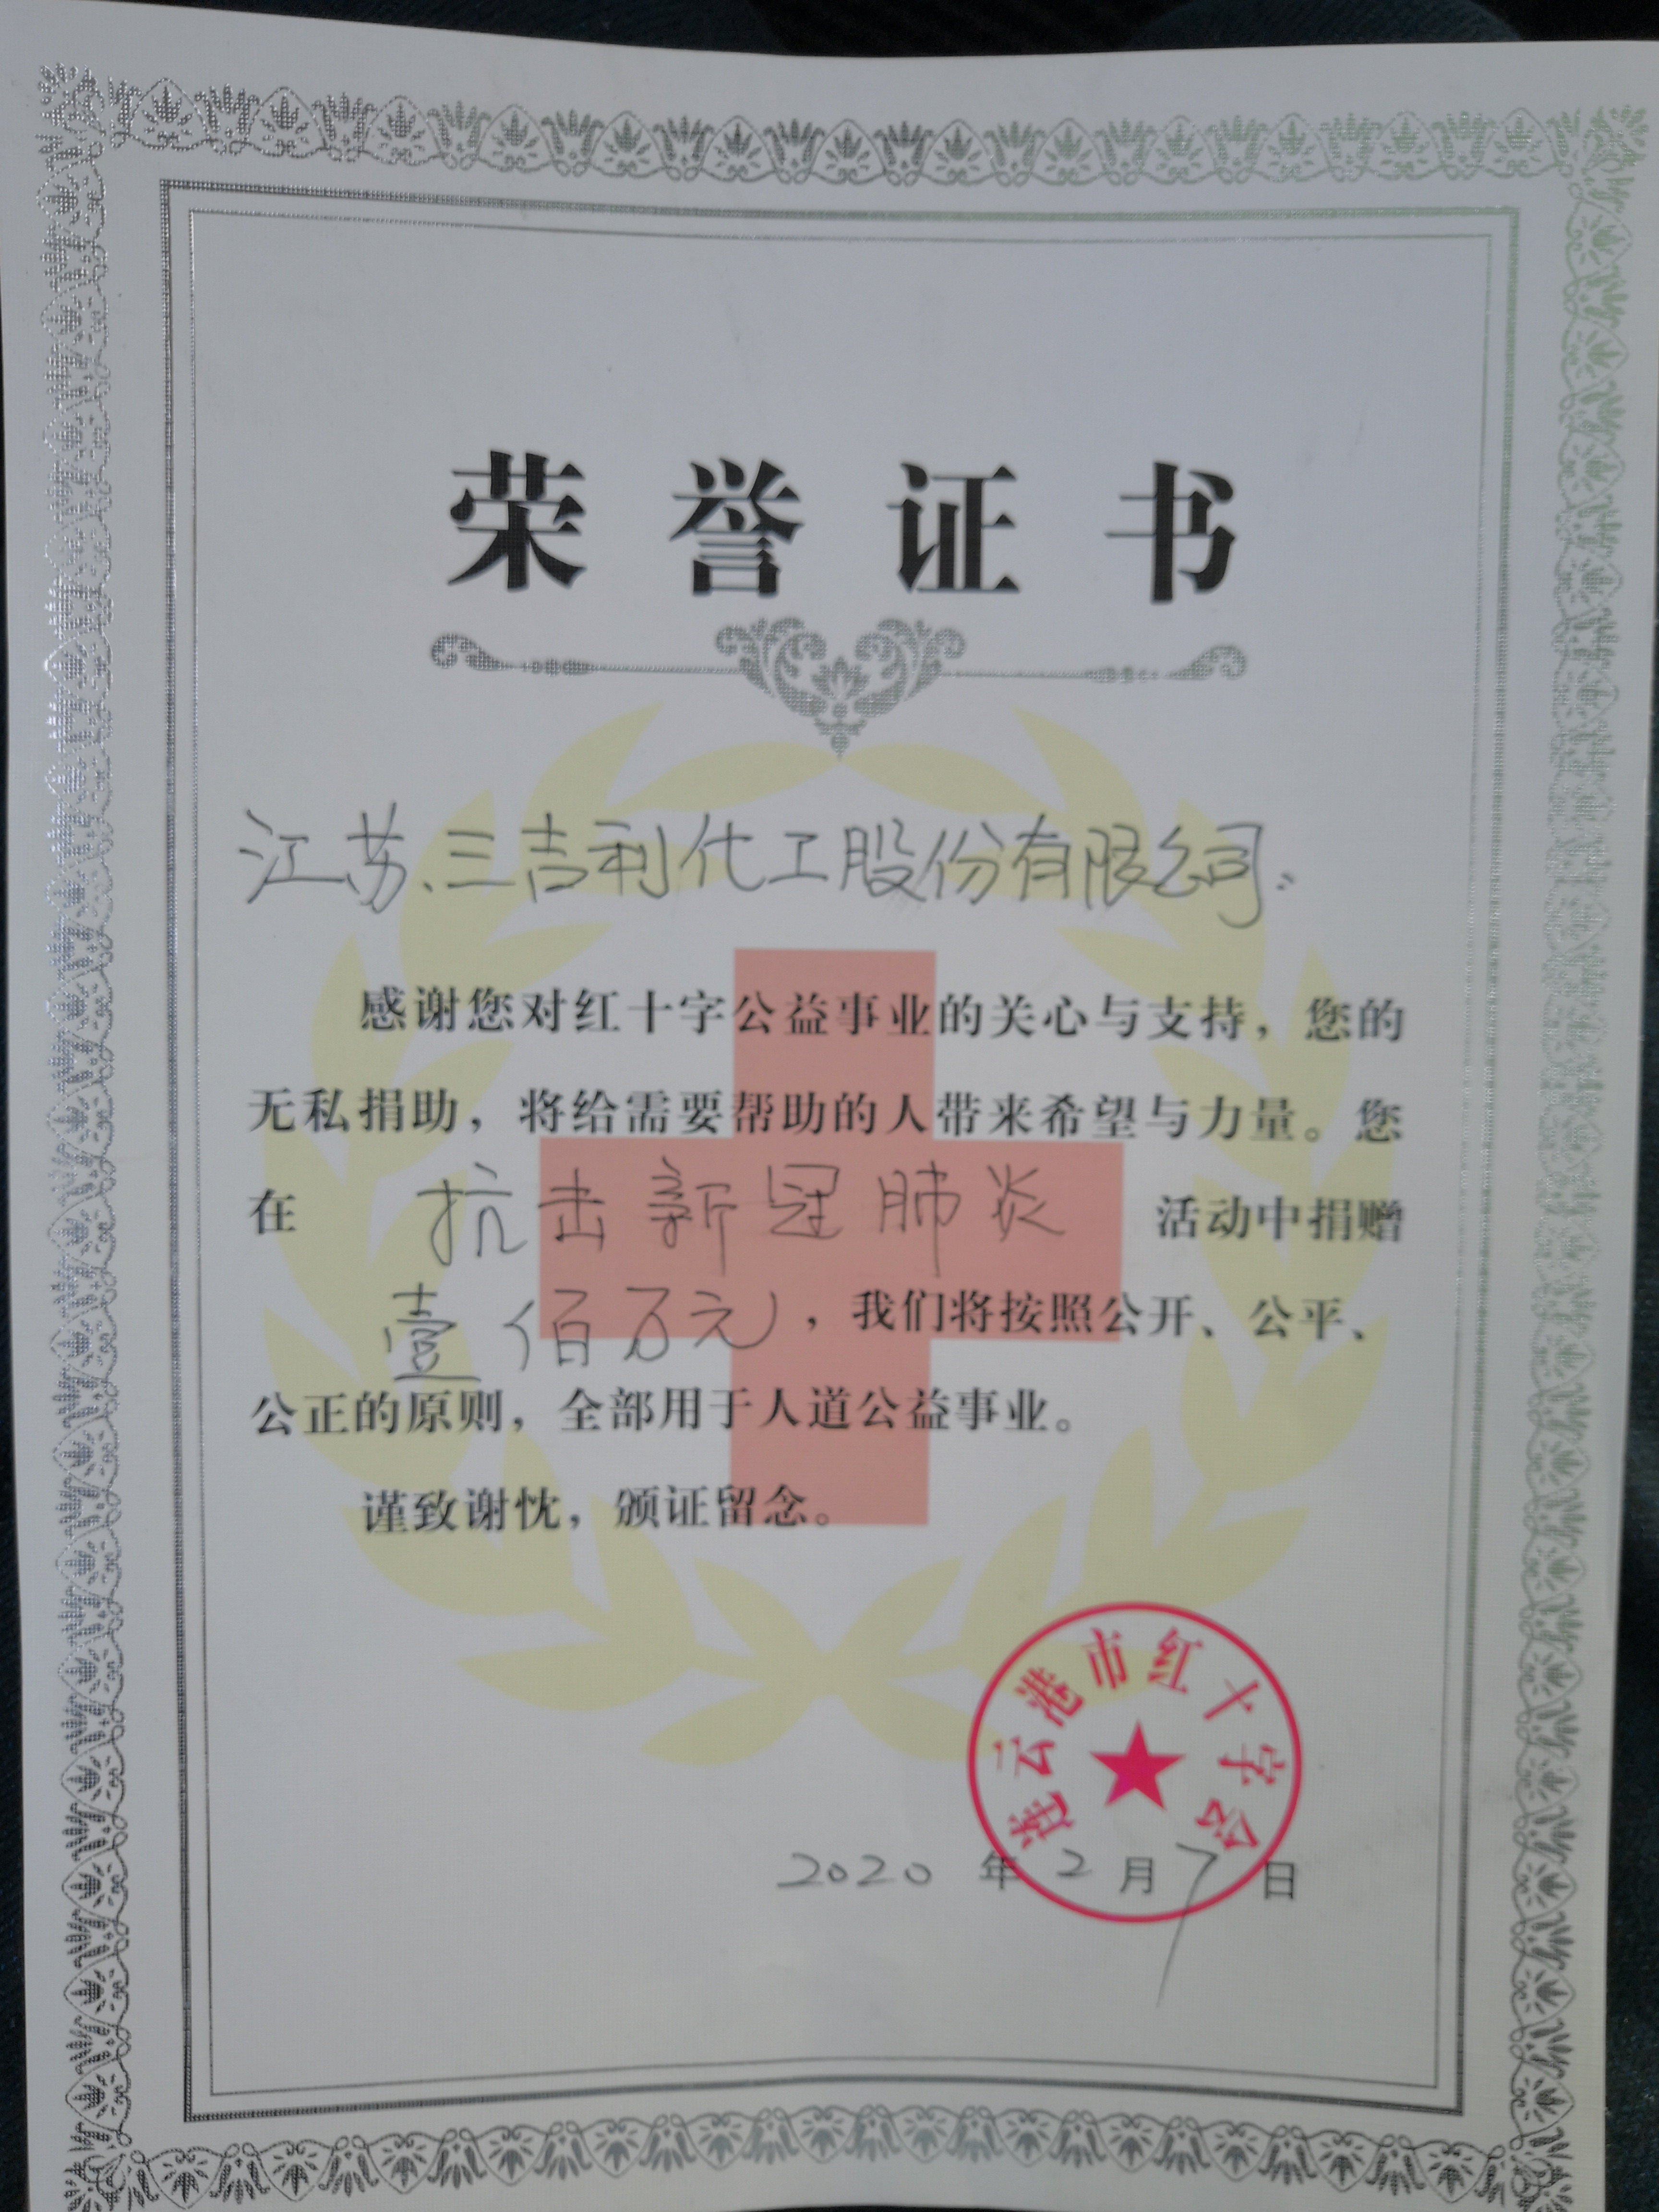 荣誉证书
江苏三吉利化工股份有限公司:
感谢您对红十字公益事业的关心与支持，您的
无私捐助，将给需要帮助的人带来希望与力量。您
在 抗击新冠肺炎 活动中捐赠
壹佰万元，我们将按照公开、公平、
公正的原则，全部用于人道公益事业。
谨致谢忱，颁证留念。
连云港市红十字会
2020 年 2 月 7 日